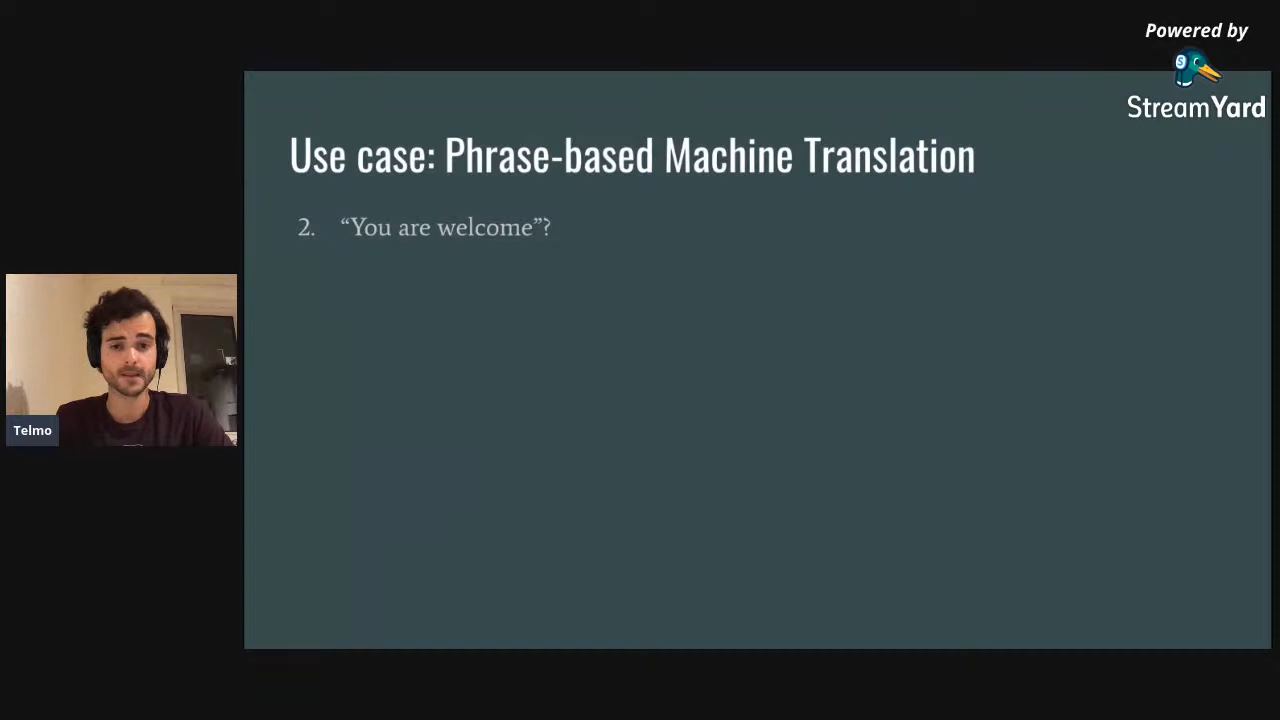 Powered by
StreamYard
Use case: Phrase-based Machine Translation
2. “You are welcome”?
Telmo